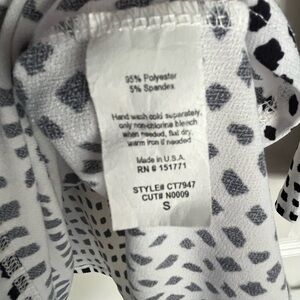 95% Polyester
5% Spandex
Hand wash cold separately,
only non-chlorine bleach
when needed, flat dry,
warm iron if needed
Made in U.S.A.
RN # 151771
STYLE# CT7947
CUT# N0009
S